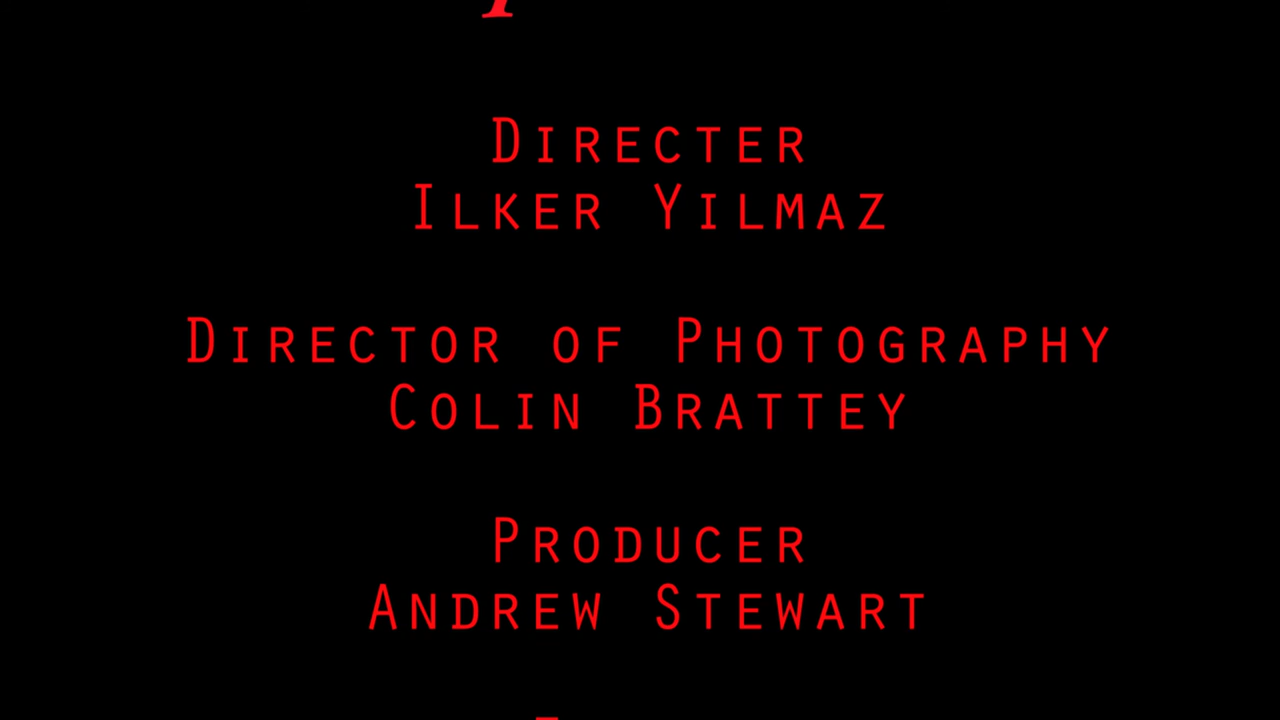 Directer
Ilker Yilmaz
Director of Photography
Colin Brattey
Producer
Andrew Stewart